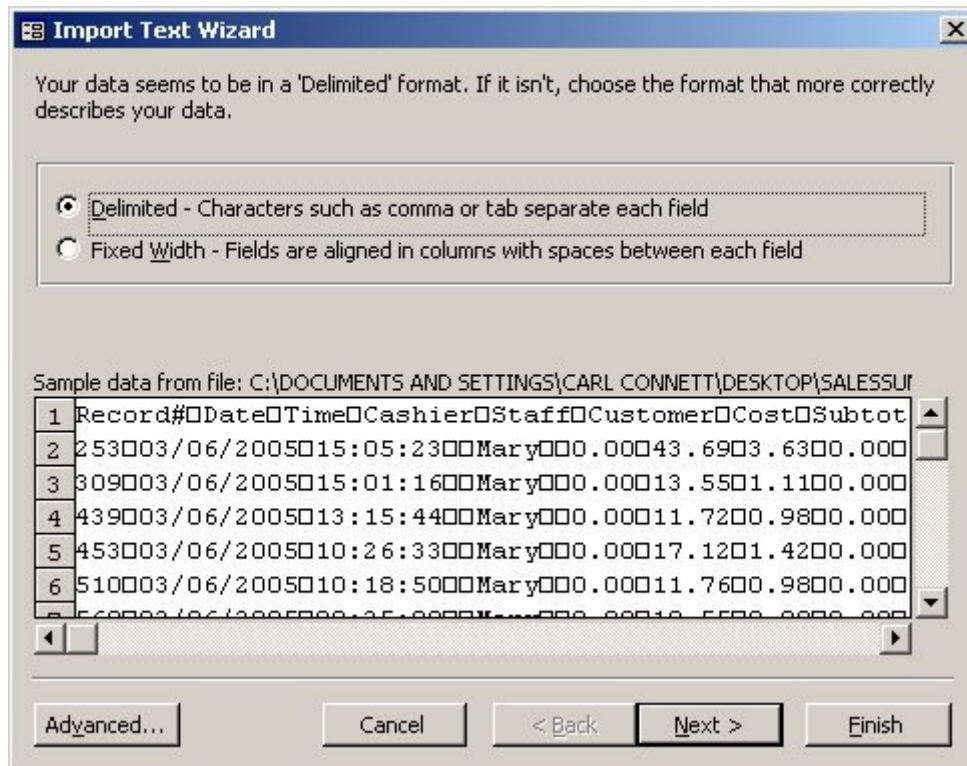 Import Text Wizard
Your data seems to be in a 'Delimited' format. If it isn't, choose the format that more correctly
describes your data.
Delimited - Characters such as comma or tab separate each field
Fixed Width - Fields are aligned in columns with spaces between each field
Sample data from file: C:\DOCUMENTS AND SETTINGS\CARL CONNETT\DESKTOP\SALESSUM
1 Record#□Date□Time□Cashier□Staff□Customer□Cost□Subtot
2 253□03/06/2005□15:05:23□□Mary□□0.00□43.69□3.63□0.00□
3 309□03/06/2005□15:01:16□□Mary□□0.00□13.55□1.11□0.00□
4 439□03/06/2005□13:15:44□□Mary□□0.00□11.72□0.98□0.00□
5 453□03/06/2005□10:26:33□□Mary□□0.00□17.12□1.42□0.00□
6 510□03/06/2005□10:18:50□□Mary□□0.00□11.76□0.98□0.00□
Advanced... Cancel < Back Next > Finish